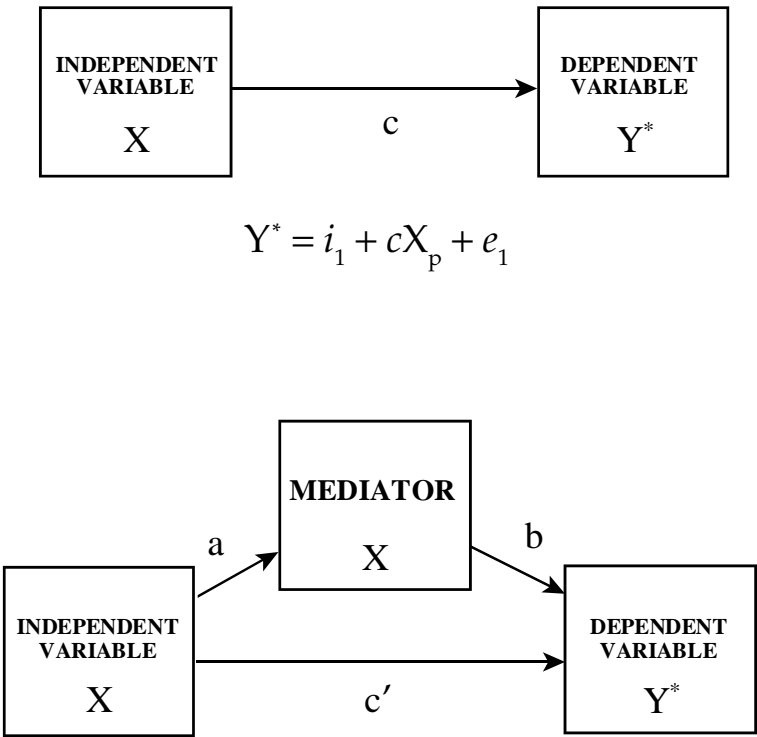 INDEPENDENT
VARIABLE
X
c
DEPENDENT
VARIABLE
Y*
Y* = i₁ + cXₚ + e₁
MEDIATOR
X
a
b
INDEPENDENT
VARIABLE
X
c′
DEPENDENT
VARIABLE
Y*